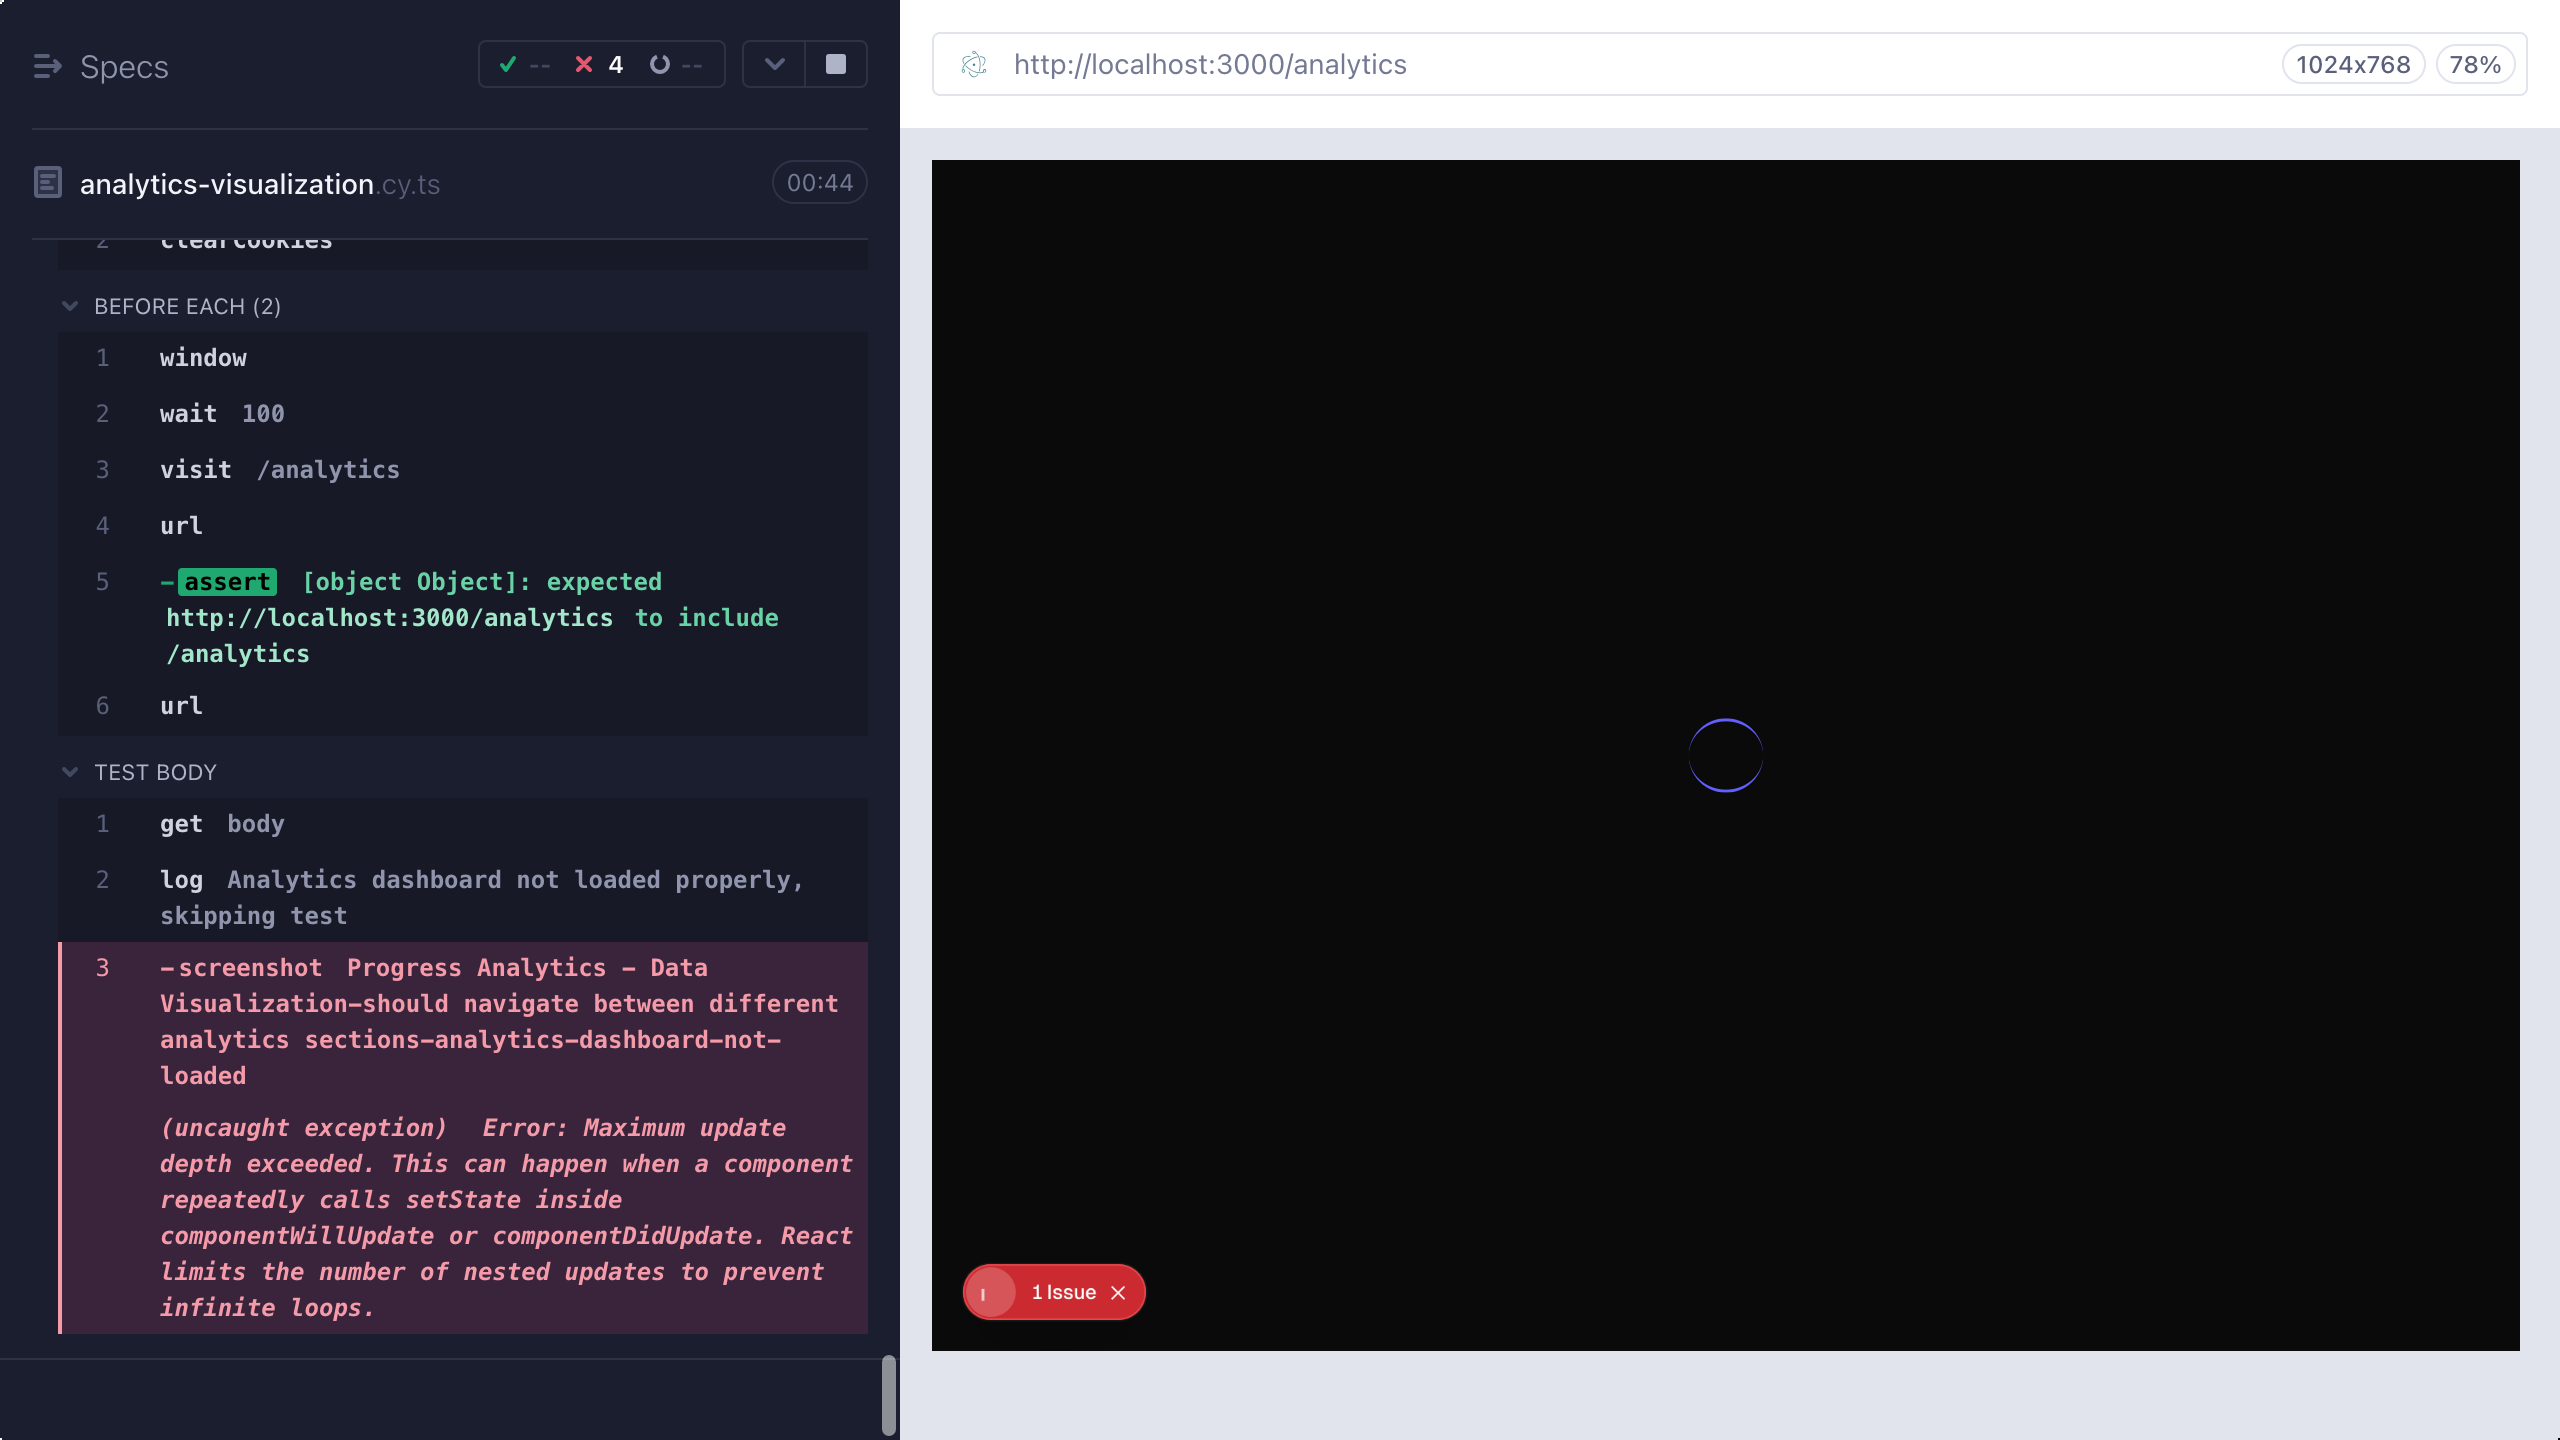 Specs
-- 4 --
analytics-visualization.cy.ts 00:44
2 clearCookies
BEFORE EACH (2)
1 window
2 wait 100
3 visit /analytics
4 url
5 -assert [object Object]: expected
http://localhost:3000/analytics to include
/analytics
6 url
TEST BODY
1 get body
2 log Analytics dashboard not loaded properly,
skipping test
3 -screenshot Progress Analytics - Data
Visualization-should navigate between different
analytics sections-analytics-dashboard-not-
loaded
(uncaught exception) Error: Maximum update
depth exceeded. This can happen when a component
repeatedly calls setState inside
componentWillUpdate or componentDidUpdate. React
limits the number of nested updates to prevent
infinite loops.
http://localhost:3000/analytics 1024x768 78%
1 Issue